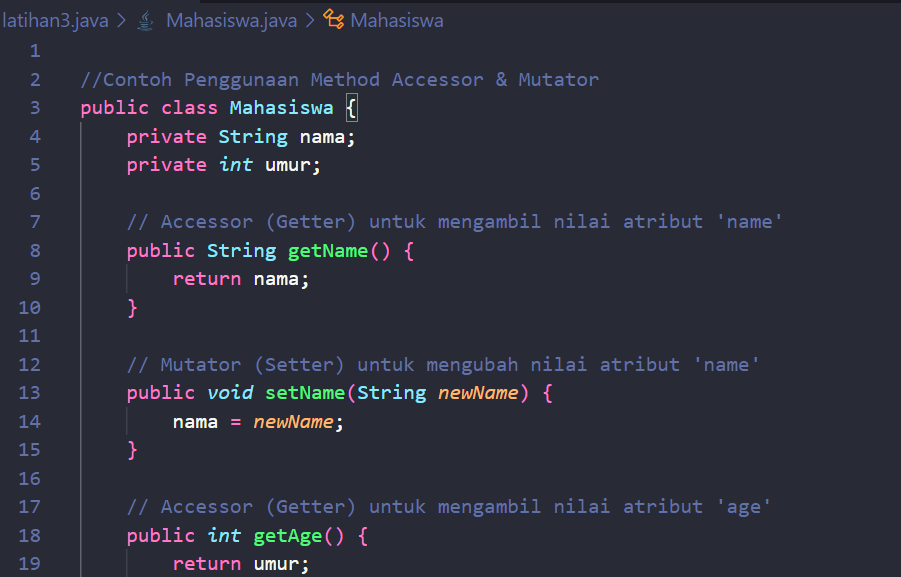 latihan3.java > Mahasiswa.java > Mahasiswa
1
2 //Contoh Penggunaan Method Accessor & Mutator
3 public class Mahasiswa {
4     private String nama;
5     private int umur;
6
7     // Accessor (Getter) untuk mengambil nilai atribut 'name'
8     public String getName() {
9         return nama;
10     }
11
12     // Mutator (Setter) untuk mengubah nilai atribut 'name'
13     public void setName(String newName) {
14         nama = newName;
15     }
16
17     // Accessor (Getter) untuk mengambil nilai atribut 'age'
18     public int getAge() {
19         return umur;